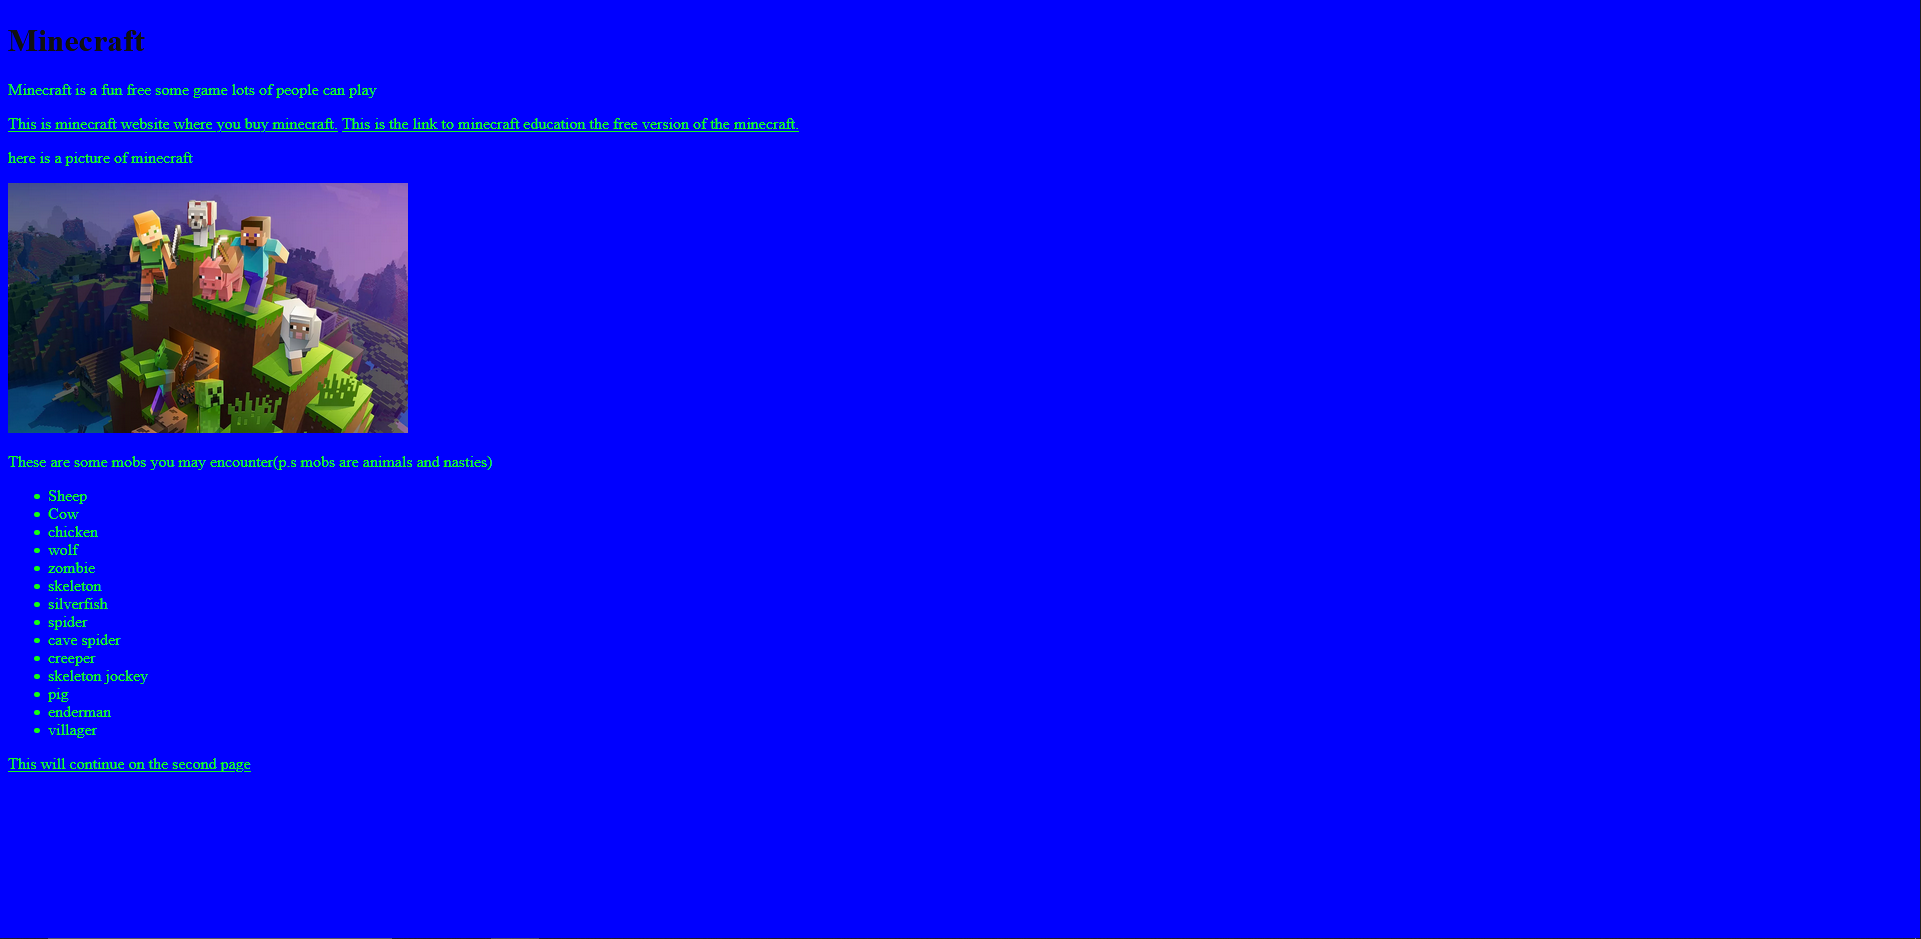 Minecraft
Minecraft is a fun free some game lots of people can play
This is minecraft website where you buy minecraft. This is the link to minecraft education the free version of the minecraft.
here is a picture of minecraft
These are some mobs you may encounter(p.s mobs are animals and nasties)
Sheep
Cow
chicken
wolf
zombie
skeleton
silverfish
spider
cave spider
creeper
skeleton jockey
pig
enderman
villager
This will continue on the second page